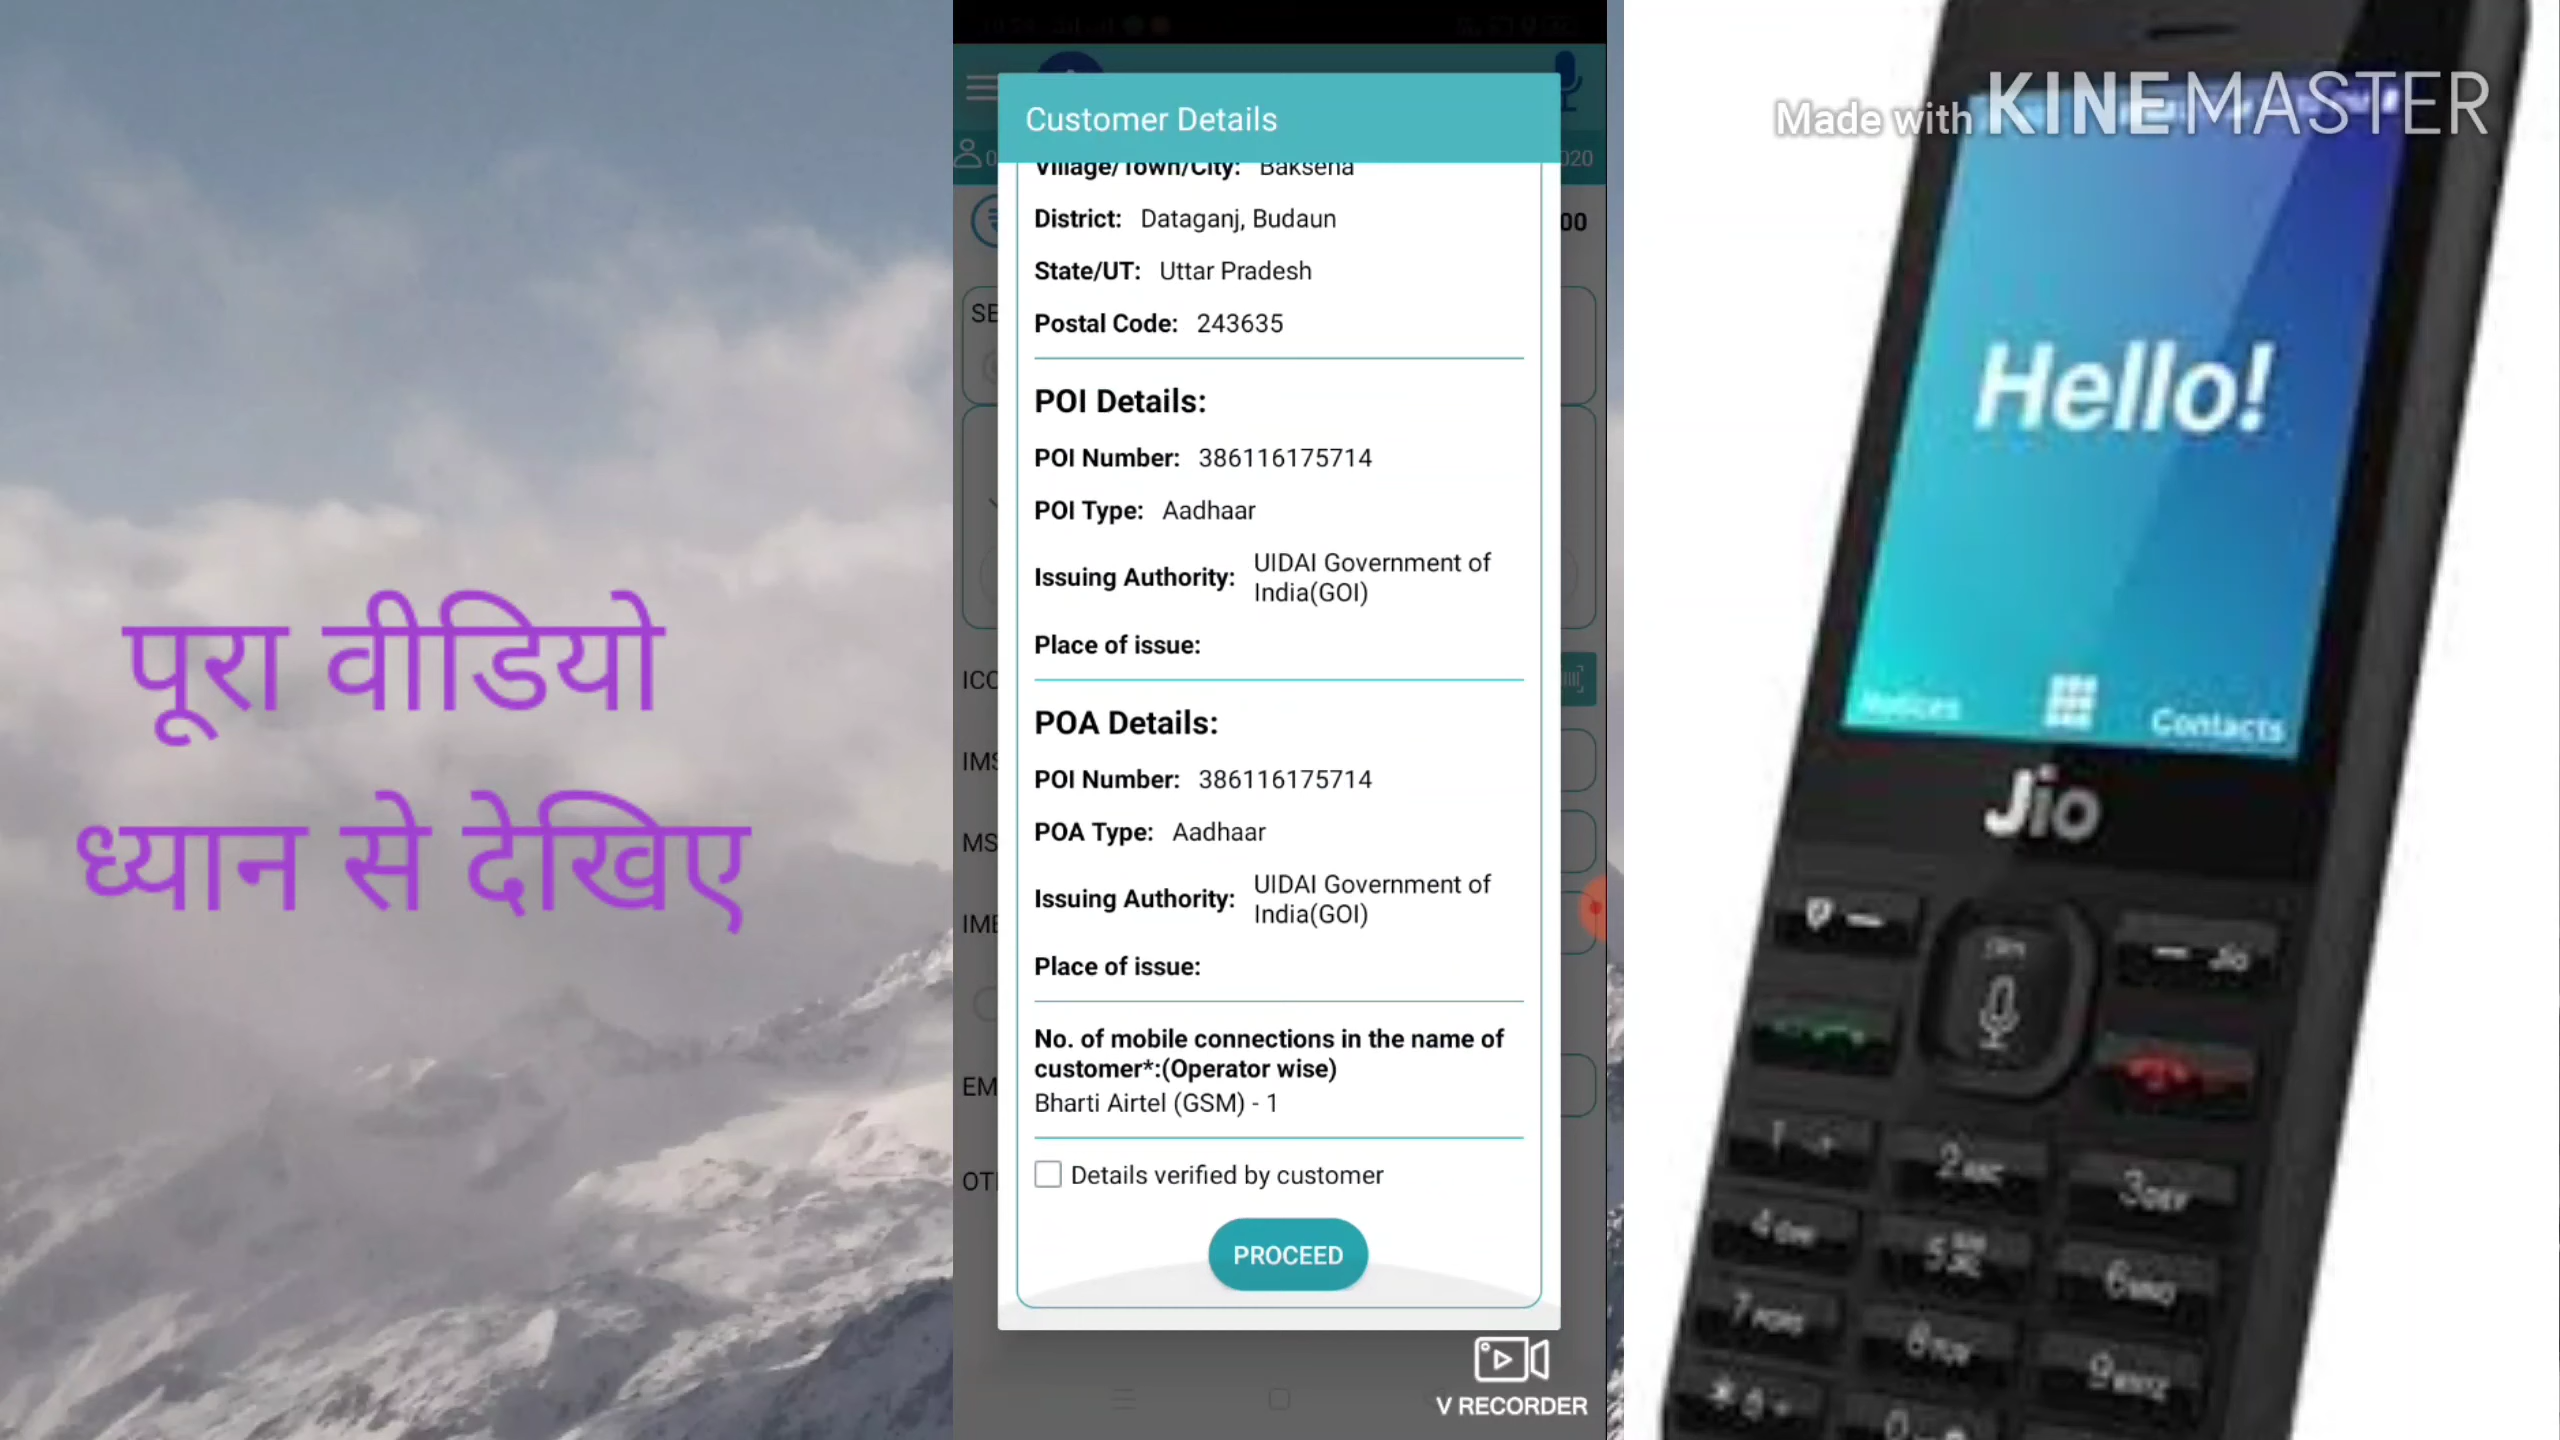 पूरा वीडियो
ध्यान से देखिए
Customer Details
Village/Town/City: Baksena
District: Dataganj, Budaun
State/UT: Uttar Pradesh
Postal Code: 243635
POI Details:
POI Number: 386116175714
POI Type: Aadhaar
Issuing Authority: UIDAI Government of
India(GOI)
Place of issue:
POA Details:
POI Number: 386116175714
POA Type: Aadhaar
Issuing Authority: UIDAI Government of
India(GOI)
Place of issue:
No. of mobile connections in the name of
customer*:(Operator wise)
Bharti Airtel (GSM) - 1
Details verified by customer
PROCEED
V RECORDER
Made with KINEMASTER
Hello!
Contacts
Jio